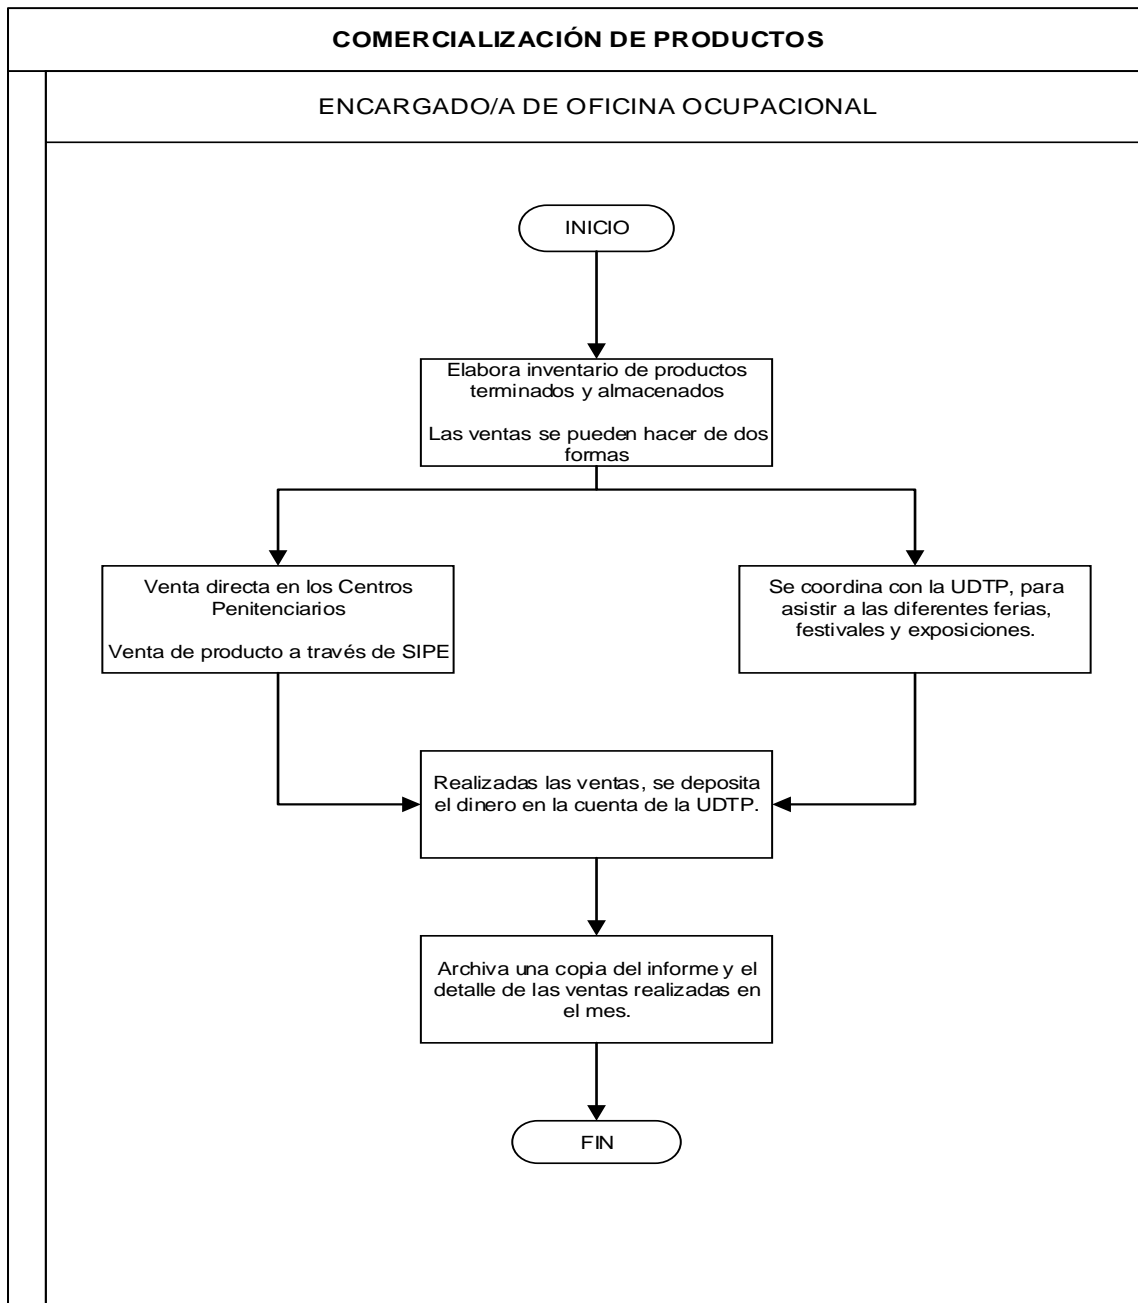 COMERCIALIZACIÓN DE PRODUCTOS
ENCARGADO/A DE OFICINA OCUPACIONAL
INICIO
Elabora inventario de productos
terminados y almacenados
Las ventas se pueden hacer de dos
formas
Venta directa en los Centros
Penitenciarios
Venta de producto a través de SIPE
Se coordina con la UDTP, para
asistir a las diferentes ferias,
festivales y exposiciones.
Realizadas las ventas, se deposita
el dinero en la cuenta de la UDTP.
Archiva una copia del informe y el
detalle de las ventas realizadas en
el mes.
FIN